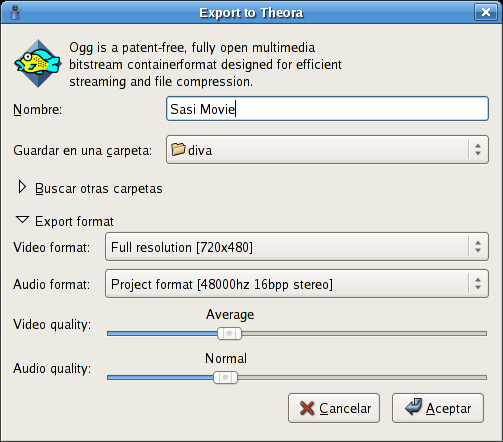 Export to Theora
Ogg is a patent-free, fully open multimedia
bitstream containerformat designed for efficient
streaming and file compression.
Nombre: Sasi Movie
Guardar en una carpeta: diva
Buscar otras carpetas
Export format
Video format: Full resolution [720x480]
Audio format: Project format [48000hz 16bpp stereo]
Average
Video quality:
Normal
Audio quality:
Cancelar Aceptar